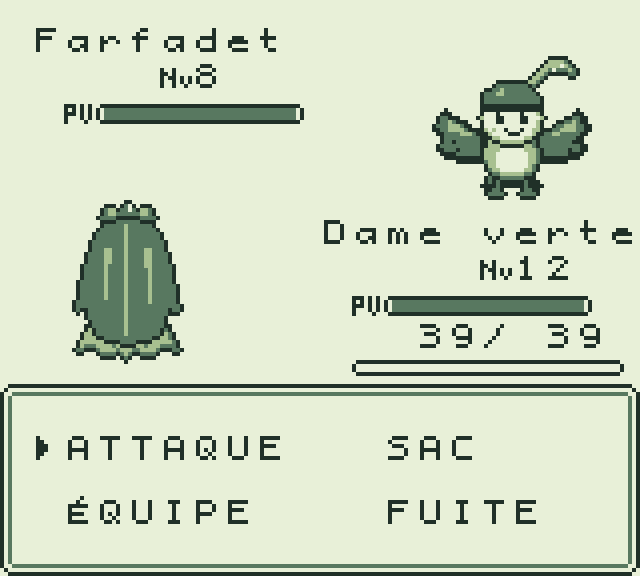 Farfadet
Nv8
PV
Dame verte
Nv12
PV
39/ 39
ATTAQUE SAC
ÉQUIPE FUITE